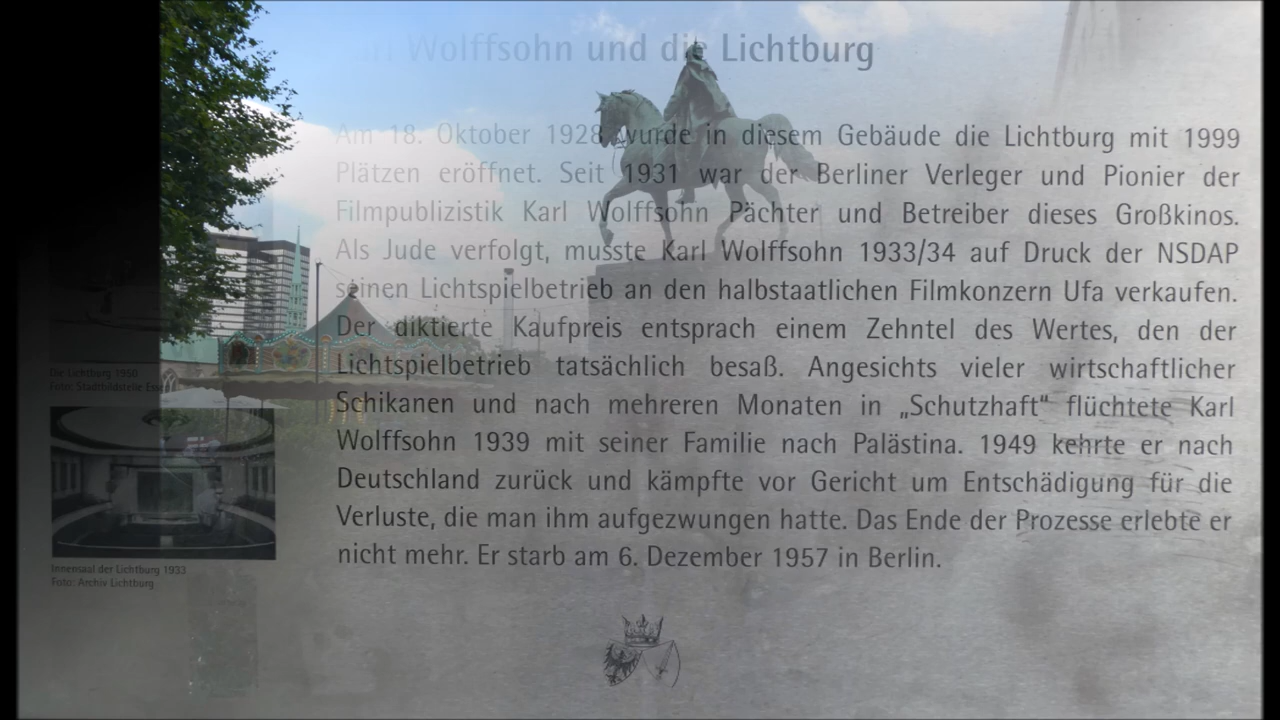 Karl Wolffsohn und die Lichtburg
Am 18. Oktober 1928 wurde in diesem Gebäude die Lichtburg mit 1999
Plätzen eröffnet. Seit 1931 war der Berliner Verleger und Pionier der
Filmpublizistik Karl Wolffsohn Pächter und Betreiber dieses Großkinos.
Als Jude verfolgt, musste Karl Wolffsohn 1933/34 auf Druck der NSDAP
seinen Lichtspielbetrieb an den halbstaatlichen Filmkonzern Ufa verkaufen.
Der diktierte Kaufpreis entsprach einem Zehntel des Wertes, den der
Lichtspielbetrieb tatsächlich besaß. Angesichts vieler wirtschaftlicher
Schikanen und nach mehreren Monaten in „Schutzhaft“ flüchtete Karl
Wolffsohn 1939 mit seiner Familie nach Palästina. 1949 kehrte er nach
Deutschland zurück und kämpfte vor Gericht um Entschädigung für die
Verluste, die man ihm aufgezwungen hatte. Das Ende der Prozesse erlebte er
nicht mehr. Er starb am 6. Dezember 1957 in Berlin.
Die Lichtburg 1950
Foto: Stadtbildstelle Essen
Innensaal der Lichtburg 1933
Foto: Archiv Lichtburg